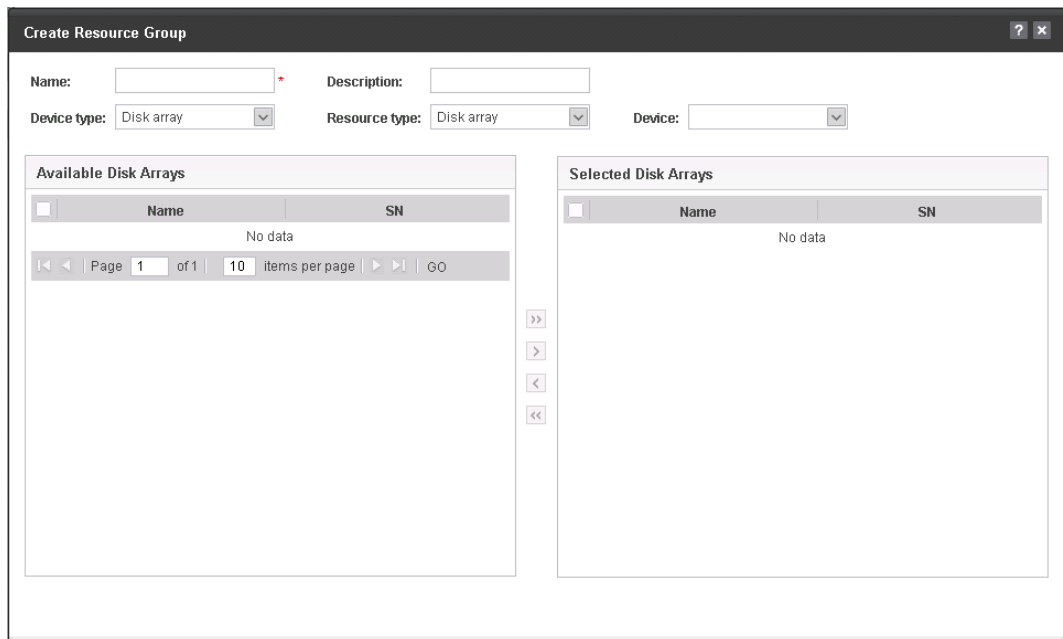 Create Resource Group
? ×
Name: * Description:
Device type: Disk array Resource type: Disk array Device:
Available Disk Arrays
Name SN
No data
Page 1 of 1 10 items per page GO
Selected Disk Arrays
Name SN
No data
>>
>
<
<<